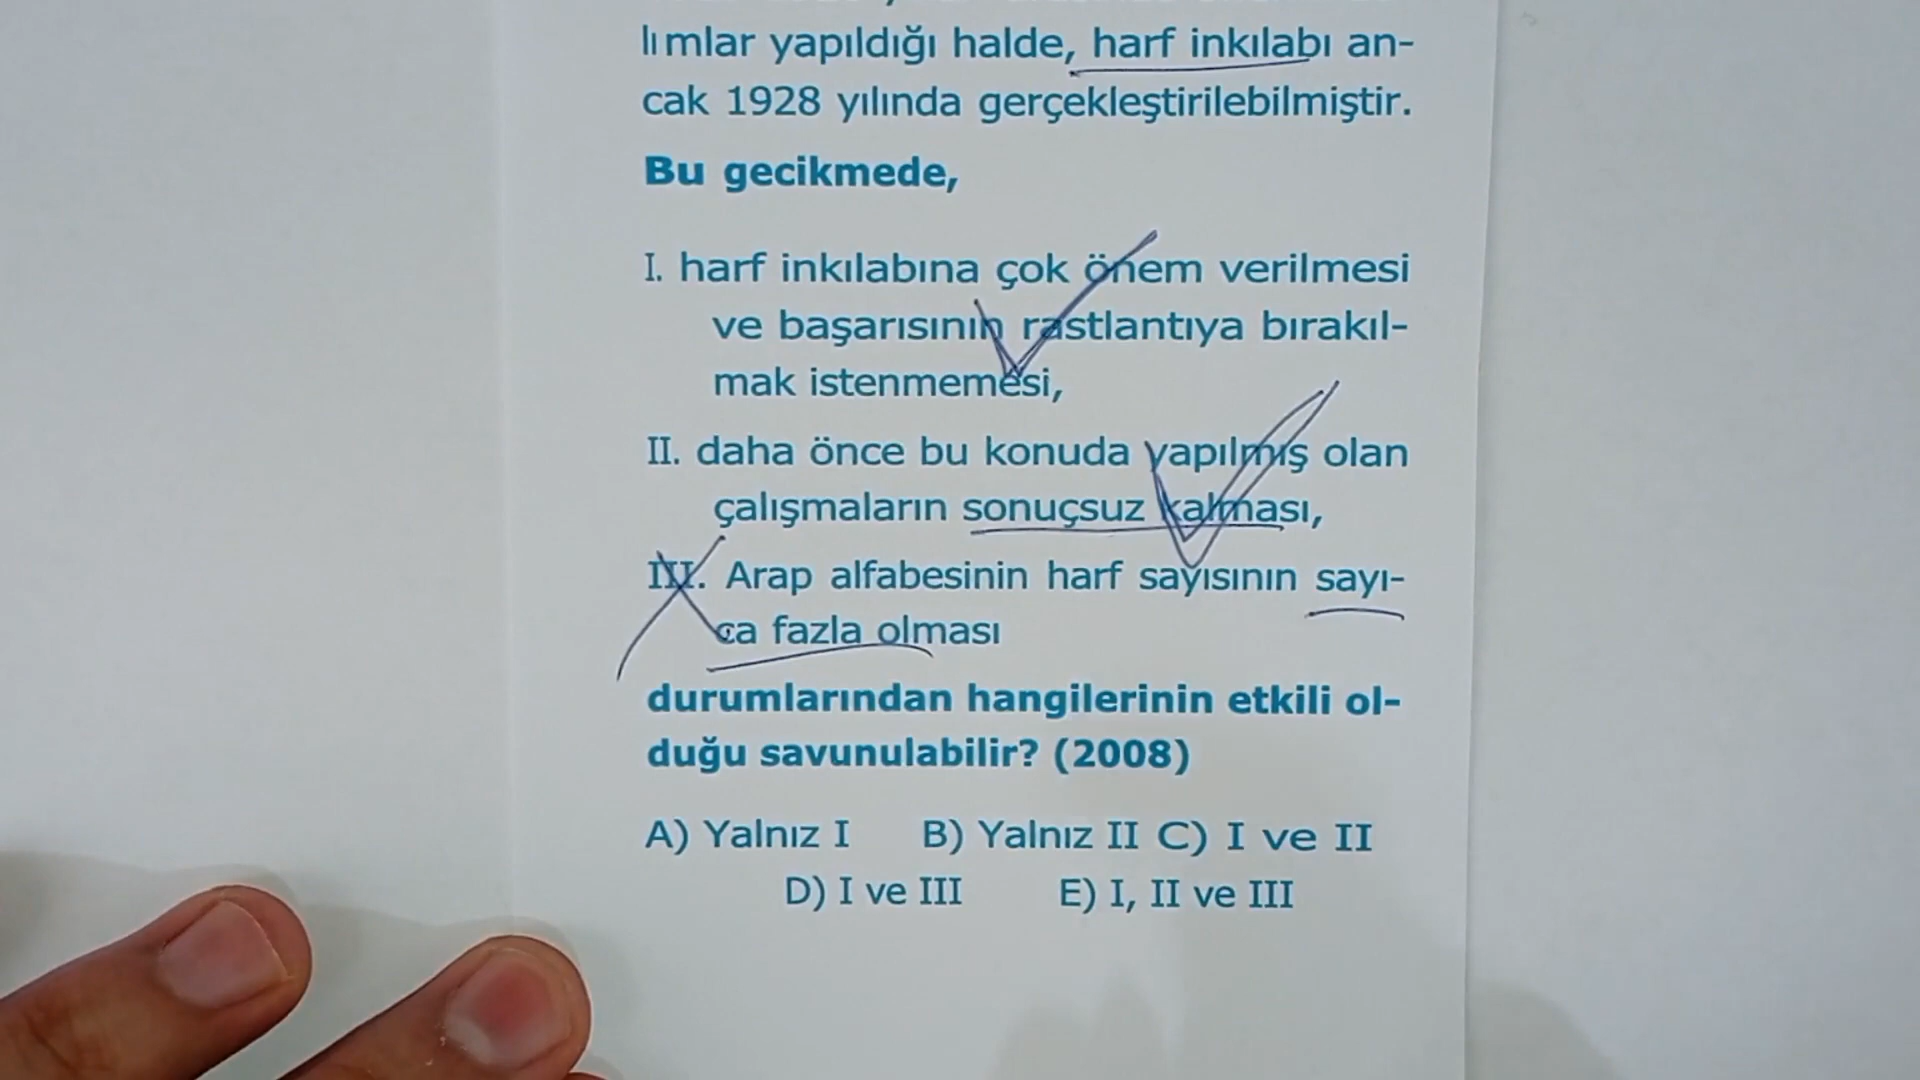 lımlar yapıldığı halde, harf inkılabı an-
cak 1928 yılında gerçekleştirilebilmiştir.
Bu gecikmede,
I. harf inkılabına çok önem verilmesi
ve başarısının rastlantıya bırakıl-
mak istenmemesi,
II. daha önce bu konuda yapılmış olan
çalışmaların sonuçsuz kalması,
III. Arap alfabesinin harf sayısının sayı-
ca fazla olması
durumlarından hangilerinin etkili ol-
duğu savunulabilir? (2008)
A) Yalnız I B) Yalnız II C) I ve II
D) I ve III E) I, II ve III